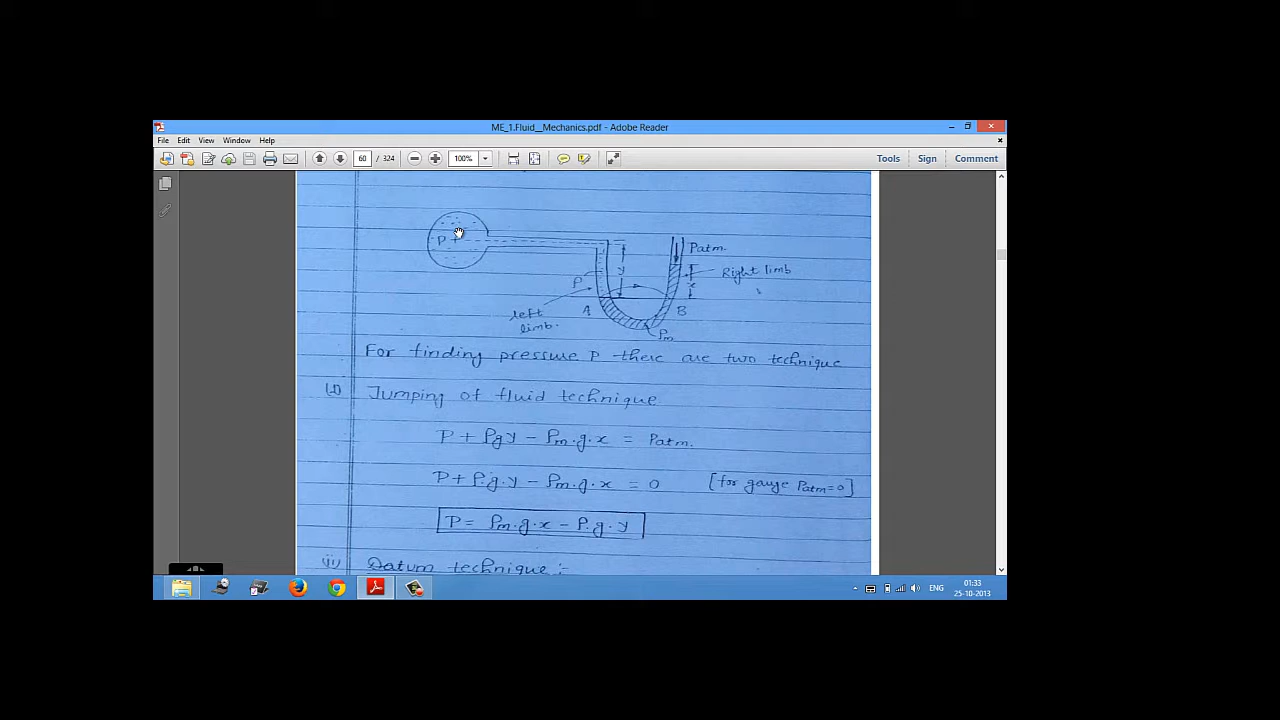 ME_1.Fluid__Mechanics.pdf - Adobe Reader
File Edit View Window Help
60 / 324 100% Tools Sign Comment
P
Patm.
y
x
Right limb
ρ
A
B
left
limb.
ρm
For finding pressure P there are two technique
(i) Jumping of fluid technique
P + ρgy - ρm.g.x = Patm.
P + ρ.g.y - ρm.g.x = 0 [for gauge Patm=0]
P = ρm.g.x - ρ.g.y
(ii) Datum technique :-
ENG
01:33
25-10-2013